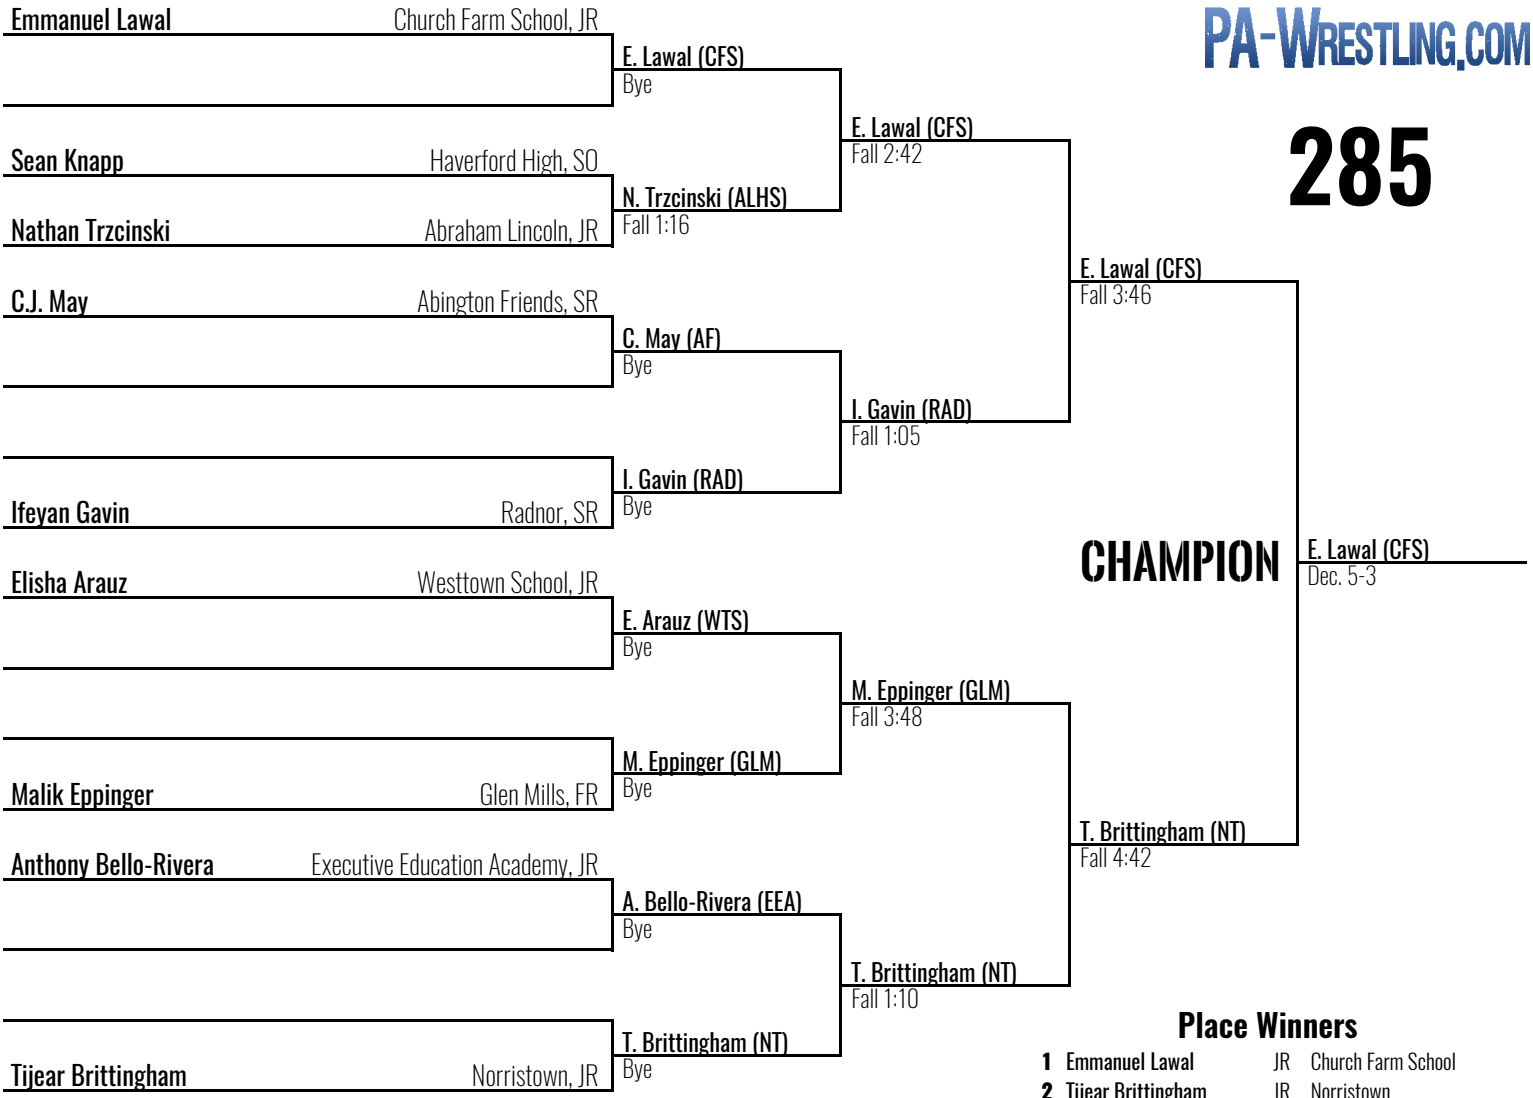 PA-WRESTLING.COM
285
Emmanuel Lawal Church Farm School, JR
E. Lawal (CFS)
Bye
E. Lawal (CFS)
Fall 2:42
Sean Knapp Haverford High, SO
N. Trzcinski (ALHS)
Fall 1:16
Nathan Trzcinski Abraham Lincoln, JR
E. Lawal (CFS)
Fall 3:46
C.J. May Abington Friends, SR
C. May (AF)
Bye
I. Gavin (RAD)
Fall 1:05
I. Gavin (RAD)
Bye
Ifeyan Gavin Radnor, SR
CHAMPION
E. Lawal (CFS)
Dec. 5-3
Elisha Arauz Westtown School, JR
E. Arauz (WTS)
Bye
M. Eppinger (GLM)
Fall 3:48
M. Eppinger (GLM)
Bye
Malik Eppinger Glen Mills, FR
T. Brittingham (NT)
Fall 4:42
Anthony Bello-Rivera Executive Education Academy, JR
A. Bello-Rivera (EEA)
Bye
T. Brittingham (NT)
Fall 1:10
T. Brittingham (NT)
Bye
Tijear Brittingham Norristown, JR
Place Winners
1 Emmanuel Lawal JR Church Farm School
2 Tijear Brittingham JR Norristown